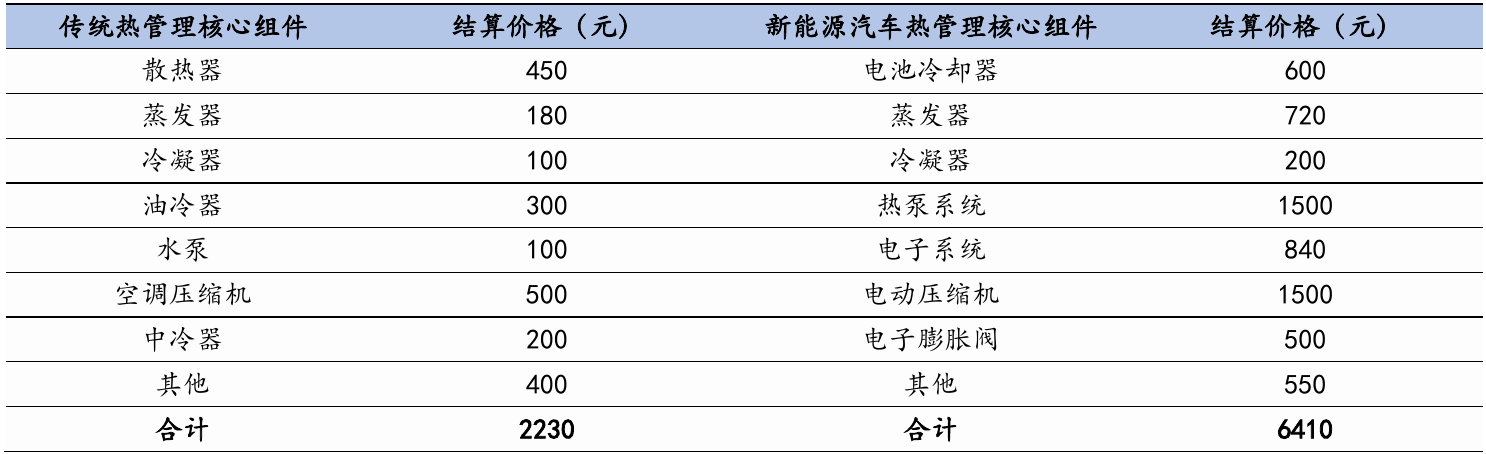 传统热管理核心组件 结算价格（元） 新能源汽车热管理核心组件 结算价格（元）
散热器 450 电池冷却器 600
蒸发器 180 蒸发器 720
冷凝器 100 冷凝器 200
油冷器 300 热泵系统 1500
水泵 100 电子系统 840
空调压缩机 500 电动压缩机 1500
中冷器 200 电子膨胀阀 500
其他 400 其他 550
合计 2230 合计 6410